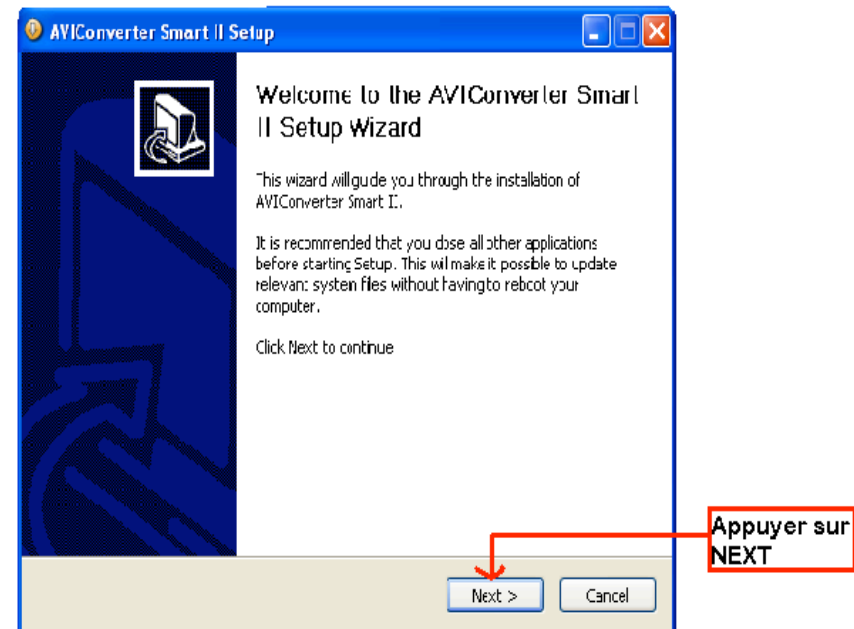 AVIConverter Smart II Setup
Welcome to the AVIConverter Smart
II Setup Wizard
This wizard will guide you through the installation of
AVIConverter Smart II.
It is recommended that you close all other applications
before starting Setup. This will make it possible to update
relevant system files without having to reboot your
computer.
Click Next to continue
Appuyer sur
NEXT
Next >
Cancel